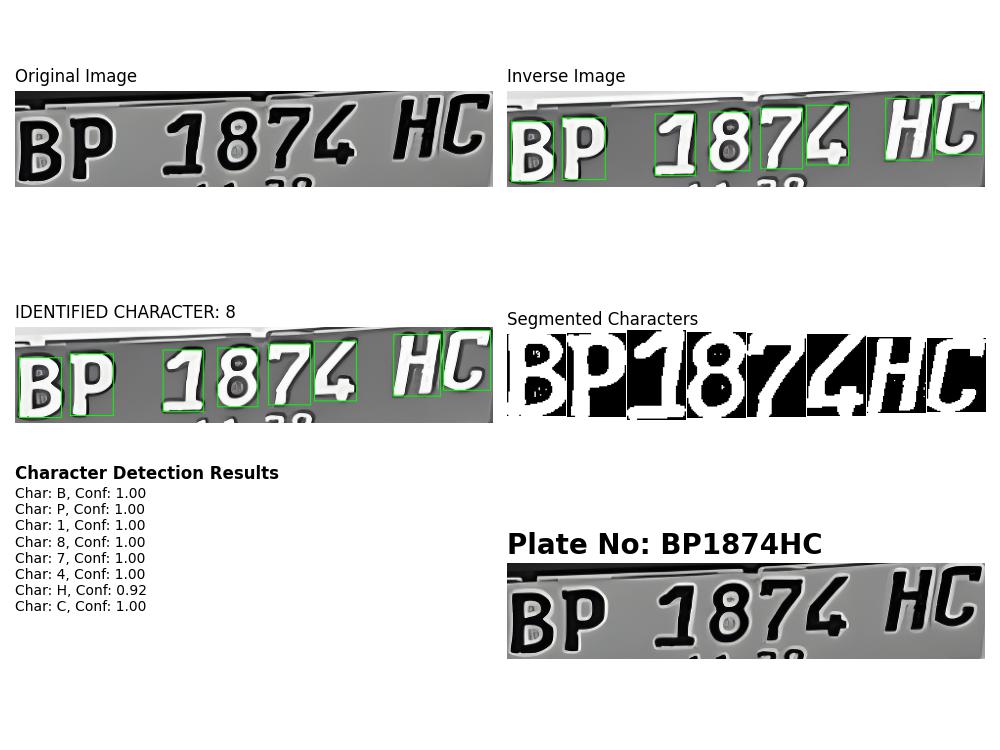 Original Image
BP 1874 HC
Inverse Image
BP 1874 HC
IDENTIFIED CHARACTER: 8
BP 1874 HC
Segmented Characters
BP1874HC
Character Detection Results
Char: B, Conf: 1.00
Char: P, Conf: 1.00
Char: 1, Conf: 1.00
Char: 8, Conf: 1.00
Char: 7, Conf: 1.00
Char: 4, Conf: 1.00
Char: H, Conf: 0.92
Char: C, Conf: 1.00
Plate No: BP1874HC
BP 1874 HC